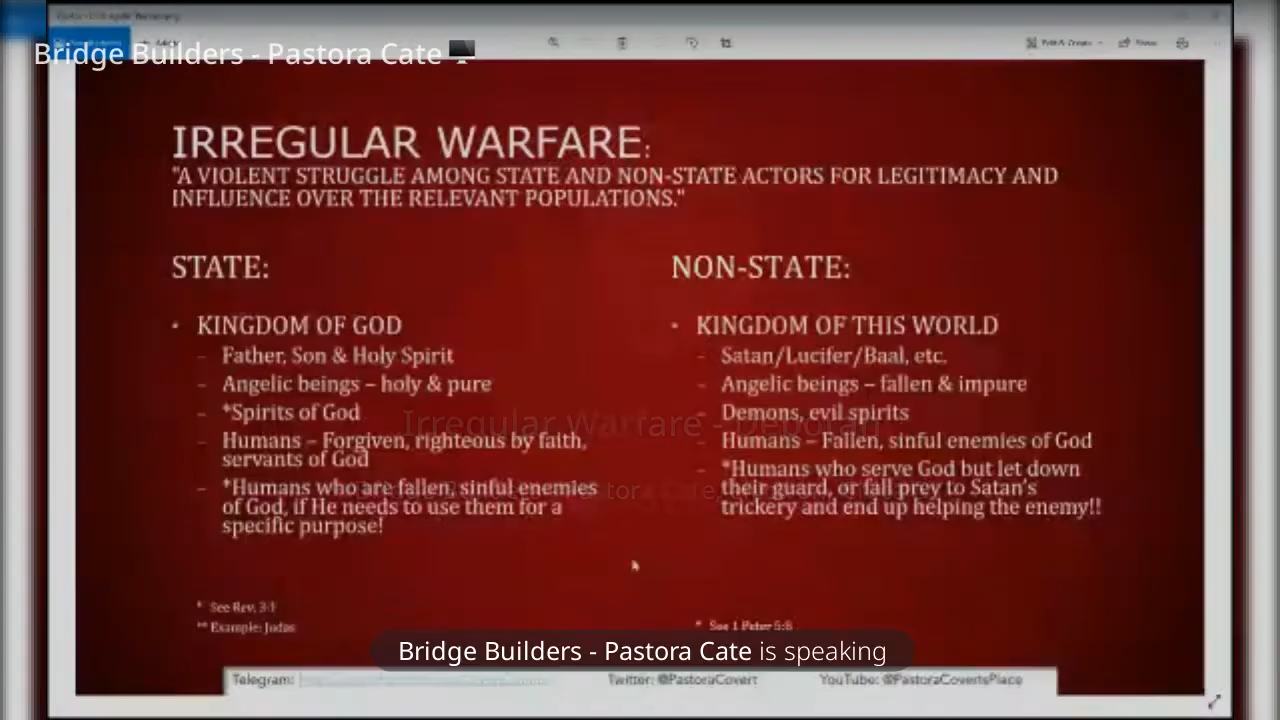 Bridge Builders - Pastora Cate
IRREGULAR WARFARE:
"A VIOLENT STRUGGLE AMONG STATE AND NON-STATE ACTORS FOR LEGITIMACY AND
INFLUENCE OVER THE RELEVANT POPULATIONS."
STATE:
• KINGDOM OF GOD
– Father, Son & Holy Spirit
– Angelic beings – holy & pure
– *Spirits of God
– Humans – Forgiven, righteous by faith,
servants of God
– *Humans who are fallen, sinful enemies
of God, if He needs to use them for a
specific purpose!
* See Rev. 3:1
** Example: Judas
NON-STATE:
• KINGDOM OF THIS WORLD
– Satan/Lucifer/Baal, etc.
– Angelic beings – fallen & impure
– Demons, evil spirits
– Humans – Fallen, sinful enemies of God
– *Humans who serve God but let down
their guard, or fall prey to Satan's
trickery and end up helping the enemy!!
* See 1 Peter 5:8
Irregular Warfare - Deborah
Bridge Builders - Pastora Cate is speaking
Telegram:
Twitter: @PastoraCovert
YouTube: @PastoraCovertsPlace